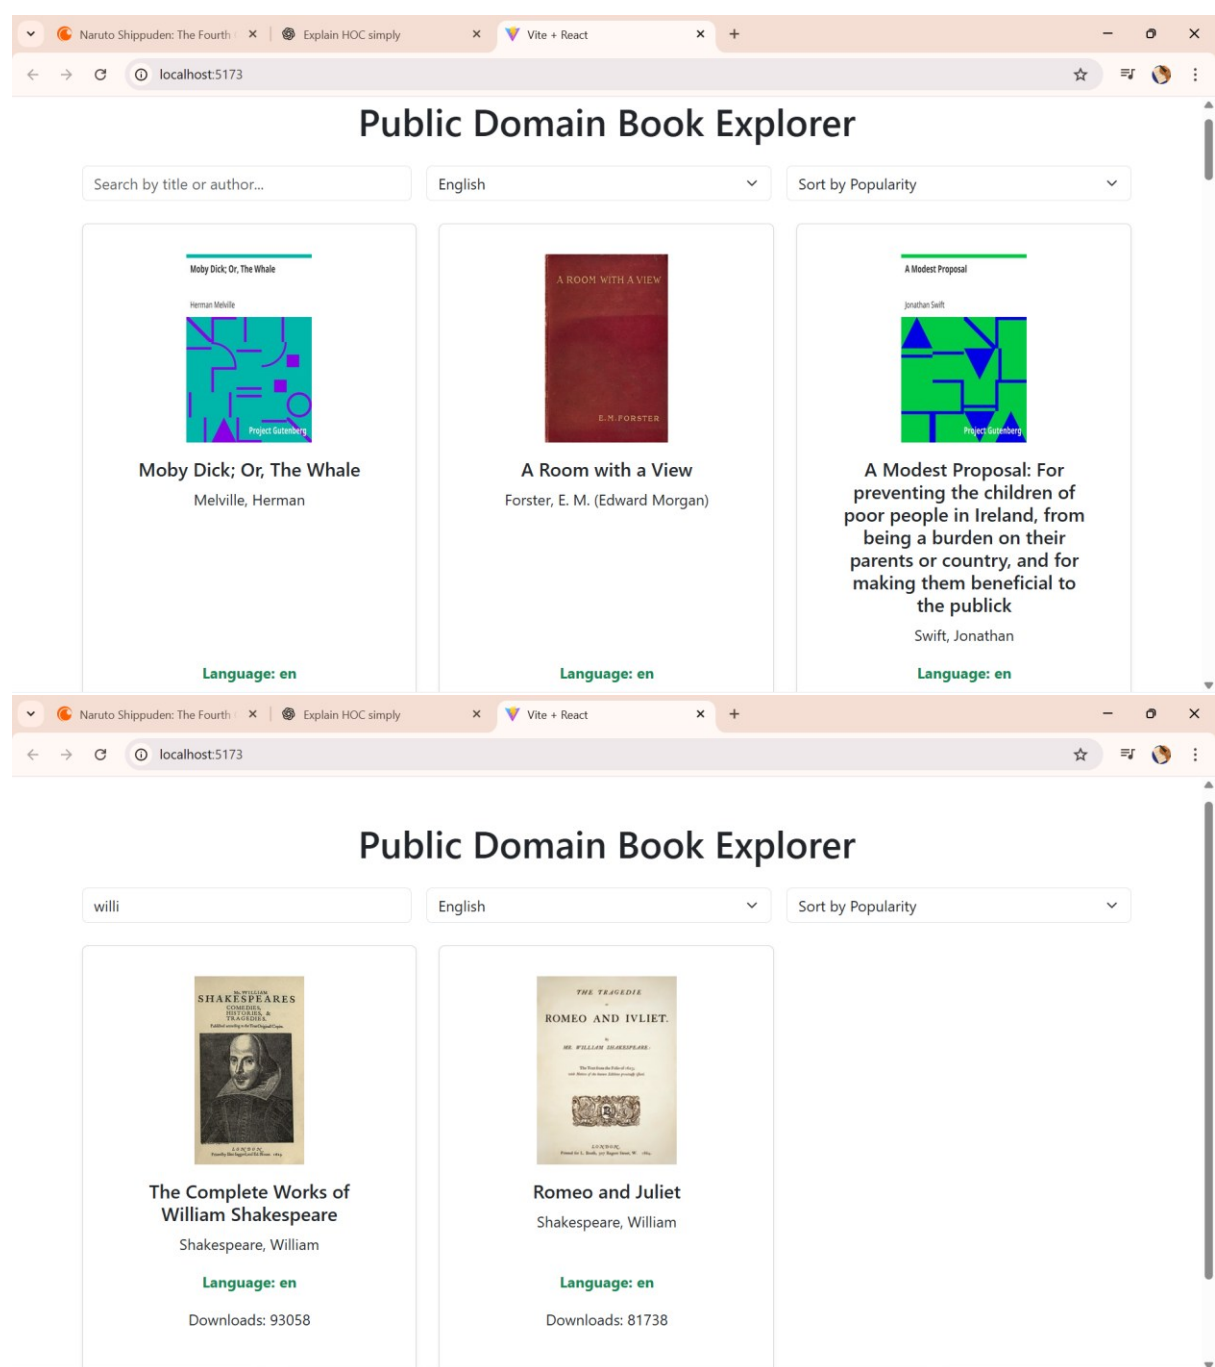 Naruto Shippuden: The Fourth
Explain HOC simply
Vite + React
localhost:5173
Public Domain Book Explorer
Search by title or author...
English
Sort by Popularity
Moby Dick; Or, The Whale
Herman Melville
Project Gutenberg
A ROOM WITH A VIEW
E.M.FORSTER
A Modest Proposal
Jonathan Swift
Project Gutenberg
Moby Dick; Or, The Whale
Melville, Herman
Language: en
A Room with a View
Forster, E. M. (Edward Morgan)
Language: en
A Modest Proposal: For
preventing the children of
poor people in Ireland, from
being a burden on their
parents or country, and for
making them beneficial to
the publick
Swift, Jonathan
Language: en
Naruto Shippuden: The Fourth
Explain HOC simply
Vite + React
localhost:5173
Public Domain Book Explorer
willi
English
Sort by Popularity
Mr. WILLIAM
SHAKESPEARES
COMEDIES,
HISTORIES, &
TRAGEDIES.
LONDON
THE TRAGEDIE
ROMEO AND IVLIET.
MR. WILLIAM SHAKESPEARE.
LONDON,
The Complete Works of
William Shakespeare
Shakespeare, William
Language: en
Downloads: 93058
Romeo and Juliet
Shakespeare, William
Language: en
Downloads: 81738